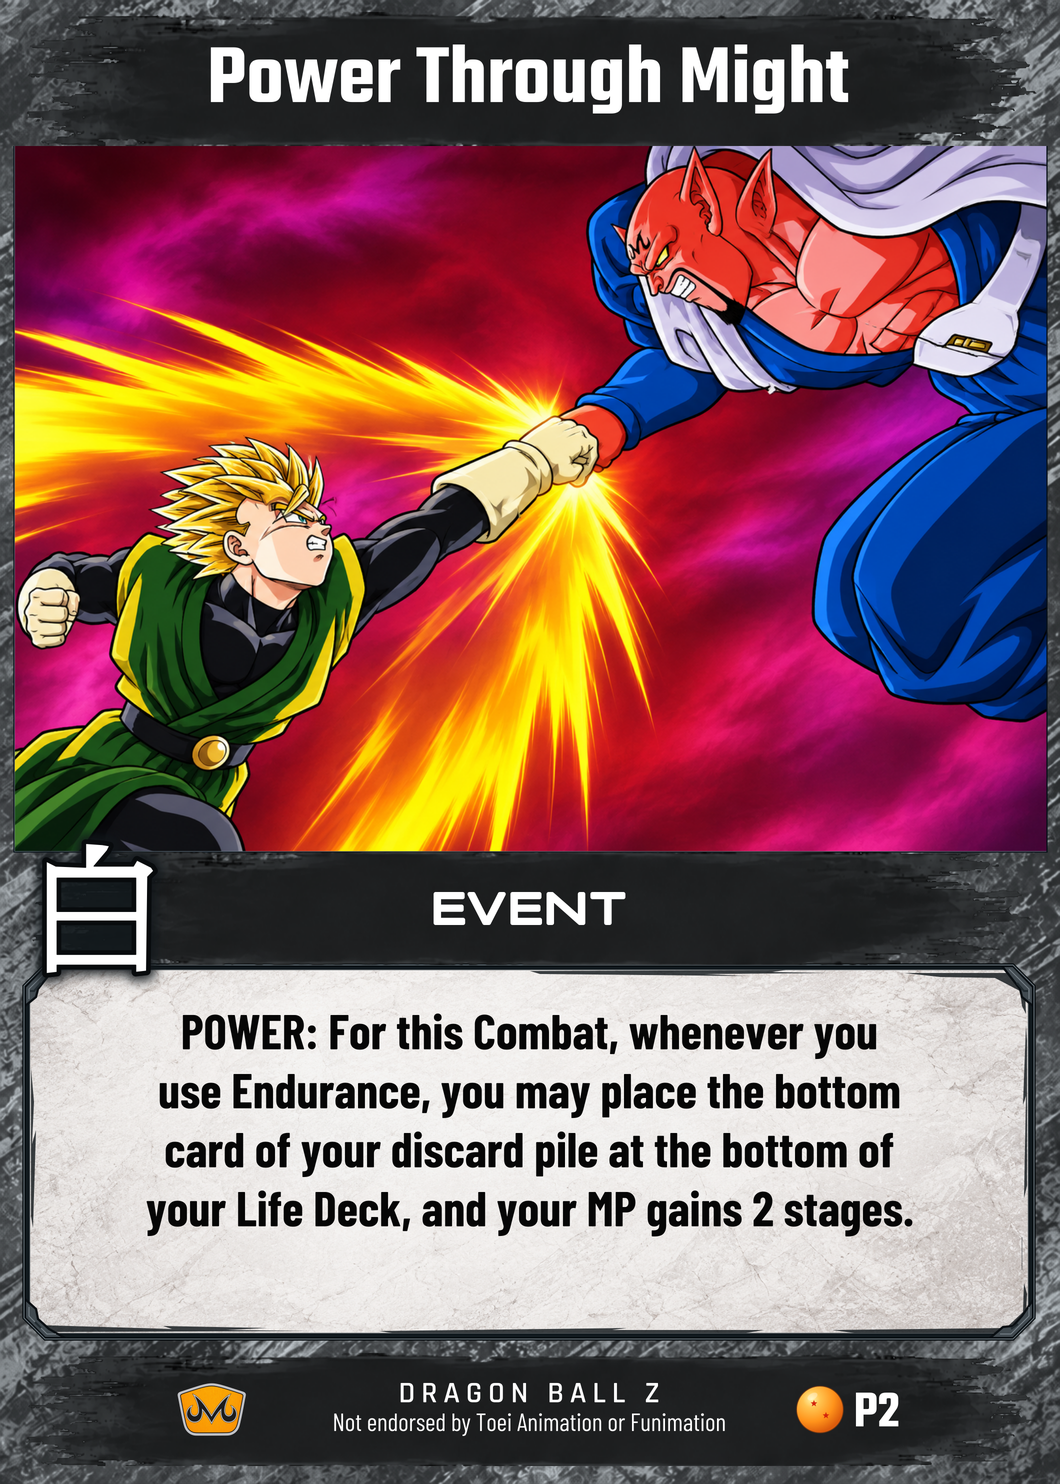 Power Through Might
白
EVENT
POWER: For this Combat, whenever you
use Endurance, you may place the bottom
card of your discard pile at the bottom of
your Life Deck, and your MP gains 2 stages.
DRAGON BALL Z
Not endorsed by Toei Animation or Funimation
P2